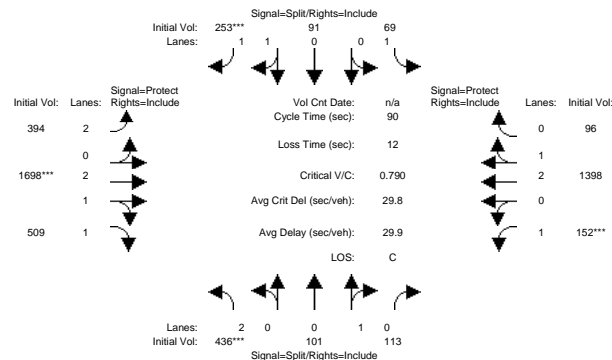 Signal=Split/Rights=Include
Initial Vol: 253*** 91 69
Lanes: 1 1 0 0 1
Signal=Protect Signal=Protect
Initial Vol: Lanes: Rights=Include Vol Cnt Date: n/a Rights=Include Lanes: Initial Vol:
Cycle Time (sec): 90
394 2 0 96
Loss Time (sec): 12
0 1
1698*** 2 Critical V/C: 0.790 2 1398
1 Avg Crit Del (sec/veh): 29.8 0
509 1 Avg Delay (sec/veh): 29.9 1 152***
LOS: C
Lanes: 2 0 0 1 0
Initial Vol: 436*** 101 113
Signal=Split/Rights=Include